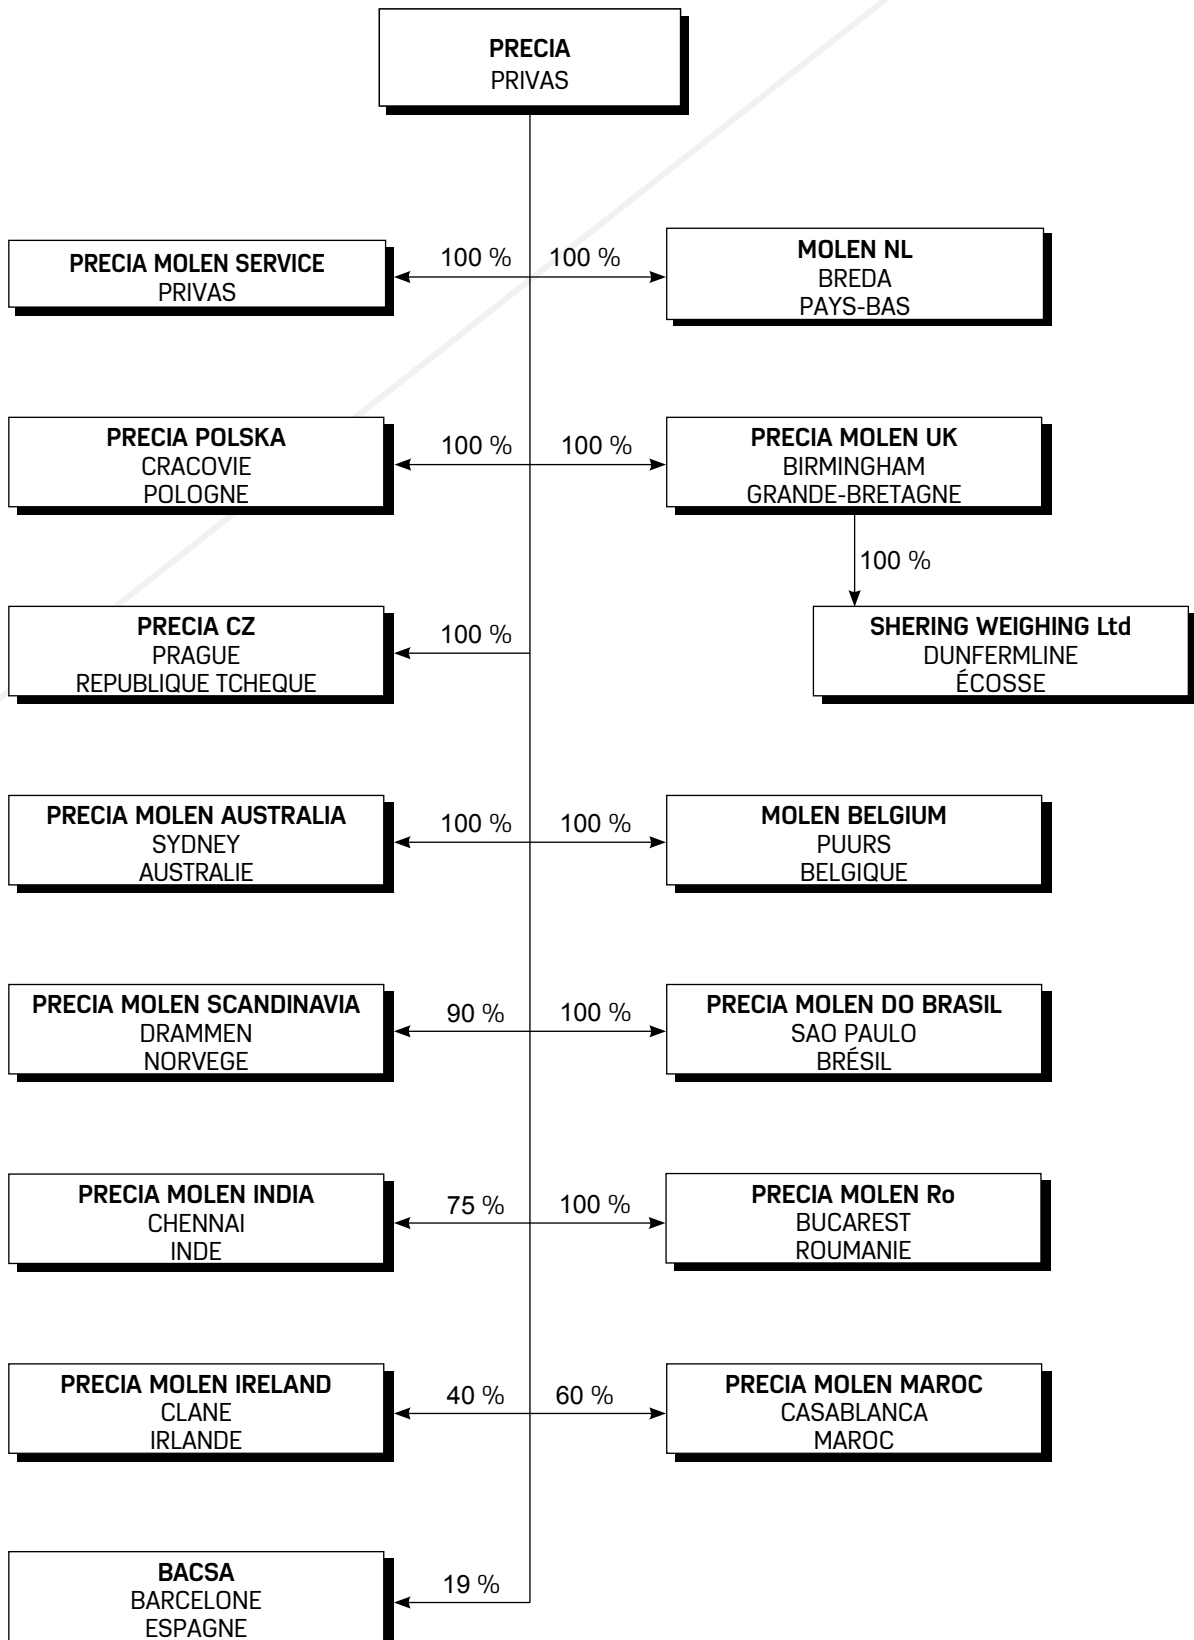 PRECIA
PRIVAS
PRECIA MOLEN SERVICE
PRIVAS
100 %
100 %
MOLEN NL
BREDA
PAYS-BAS
PRECIA POLSKA
CRACOVIE
POLOGNE
100 %
100 %
PRECIA MOLEN UK
BIRMINGHAM
GRANDE-BRETAGNE
100 %
PRECIA CZ
PRAGUE
REPUBLIQUE TCHEQUE
100 %
SHERING WEIGHING Ltd
DUNFERMLINE
ÉCOSSE
PRECIA MOLEN AUSTRALIA
SYDNEY
AUSTRALIE
100 %
100 %
MOLEN BELGIUM
PUURS
BELGIQUE
PRECIA MOLEN SCANDINAVIA
DRAMMEN
NORVEGE
90 %
100 %
PRECIA MOLEN DO BRASIL
SAO PAULO
BRÉSIL
PRECIA MOLEN INDIA
CHENNAI
INDE
75 %
100 %
PRECIA MOLEN Ro
BUCAREST
ROUMANIE
PRECIA MOLEN IRELAND
CLANE
IRLANDE
40 %
60 %
PRECIA MOLEN MAROC
CASABLANCA
MAROC
BACSA
BARCELONE
ESPAGNE
19 %